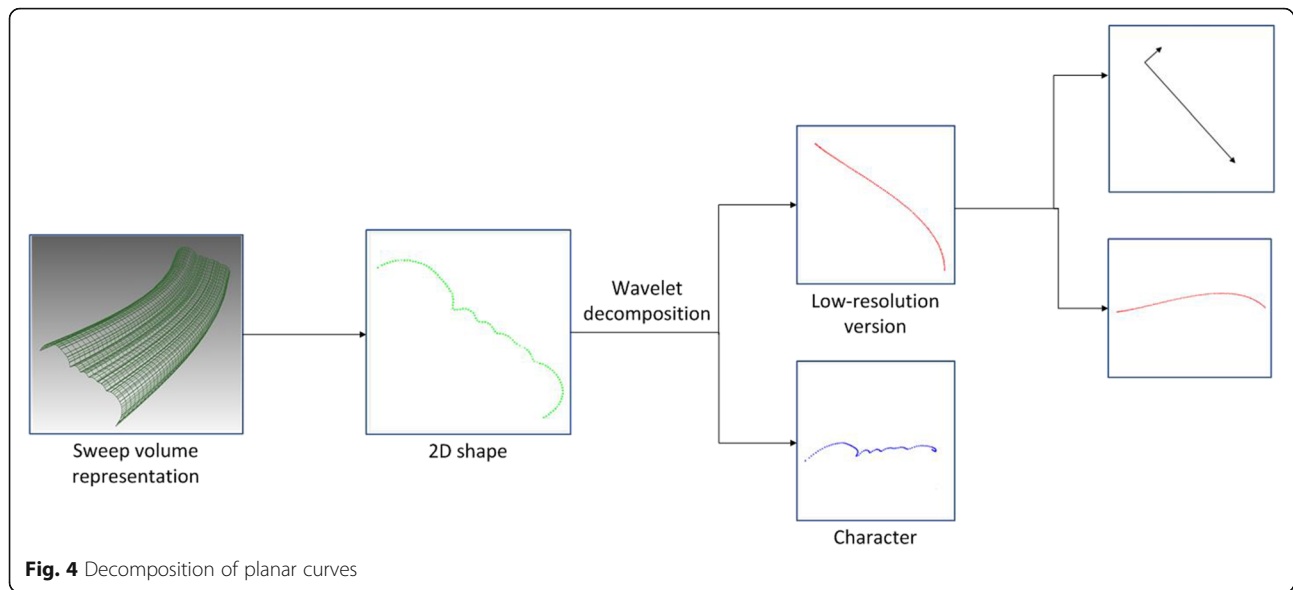 Sweep volume
representation
2D shape
Wavelet
decomposition
Low-resolution
version
Character
Fig. 4 Decomposition of planar curves